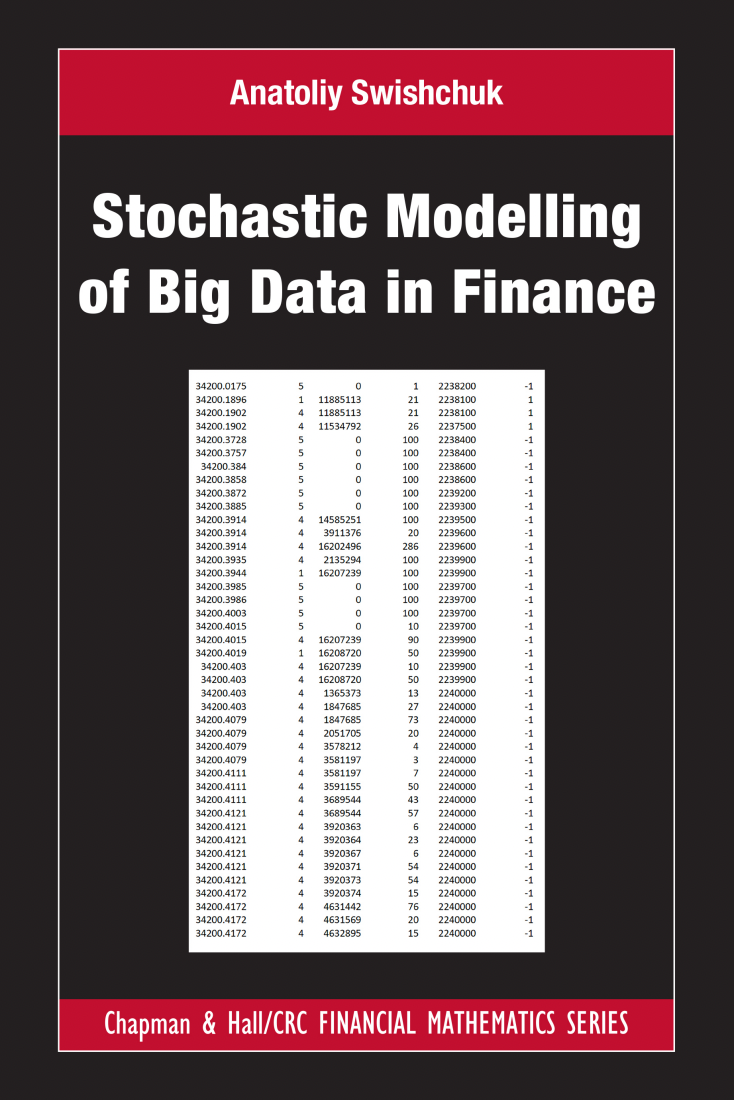 Anatoliy Swishchuk
Stochastic Modelling
of Big Data in Finance
34200.0175 5 0 1 2238200 -1
34200.1896 1 11885113 21 2238100 1
34200.1902 4 11885113 21 2238100 1
34200.1902 4 11534792 26 2237500 1
34200.3728 5 0 100 2238400 -1
34200.3757 5 0 100 2238400 -1
34200.384 5 0 100 2238600 -1
34200.3858 5 0 100 2238600 -1
34200.3872 5 0 100 2239200 -1
34200.3885 5 0 100 2239300 -1
34200.3914 4 14585251 100 2239500 -1
34200.3914 4 3911376 20 2239600 -1
34200.3914 4 16202496 286 2239600 -1
34200.3935 4 2135294 100 2239900 -1
34200.3944 1 16207239 100 2239900 -1
34200.3985 5 0 100 2239700 -1
34200.3986 5 0 100 2239700 -1
34200.4003 5 0 100 2239700 -1
34200.4015 5 0 10 2239700 -1
34200.4015 4 16207239 90 2239900 -1
34200.4019 1 16208720 50 2239900 -1
34200.403 4 16207239 10 2239900 -1
34200.403 4 16208720 50 2239900 -1
34200.403 4 1365373 13 2240000 -1
34200.403 4 1847685 27 2240000 -1
34200.4079 4 1847685 73 2240000 -1
34200.4079 4 2051705 20 2240000 -1
34200.4079 4 3578212 4 2240000 -1
34200.4079 4 3581197 3 2240000 -1
34200.4111 4 3581197 7 2240000 -1
34200.4111 4 3591155 50 2240000 -1
34200.4111 4 3689544 43 2240000 -1
34200.4121 4 3689544 57 2240000 -1
34200.4121 4 3920363 6 2240000 -1
34200.4121 4 3920364 23 2240000 -1
34200.4121 4 3920367 6 2240000 -1
34200.4121 4 3920371 54 2240000 -1
34200.4121 4 3920373 54 2240000 -1
34200.4172 4 3920374 15 2240000 -1
34200.4172 4 4631442 76 2240000 -1
34200.4172 4 4631569 20 2240000 -1
34200.4172 4 4632895 15 2240000 -1
Chapman & Hall/CRC FINANCIAL MATHEMATICS SERIES